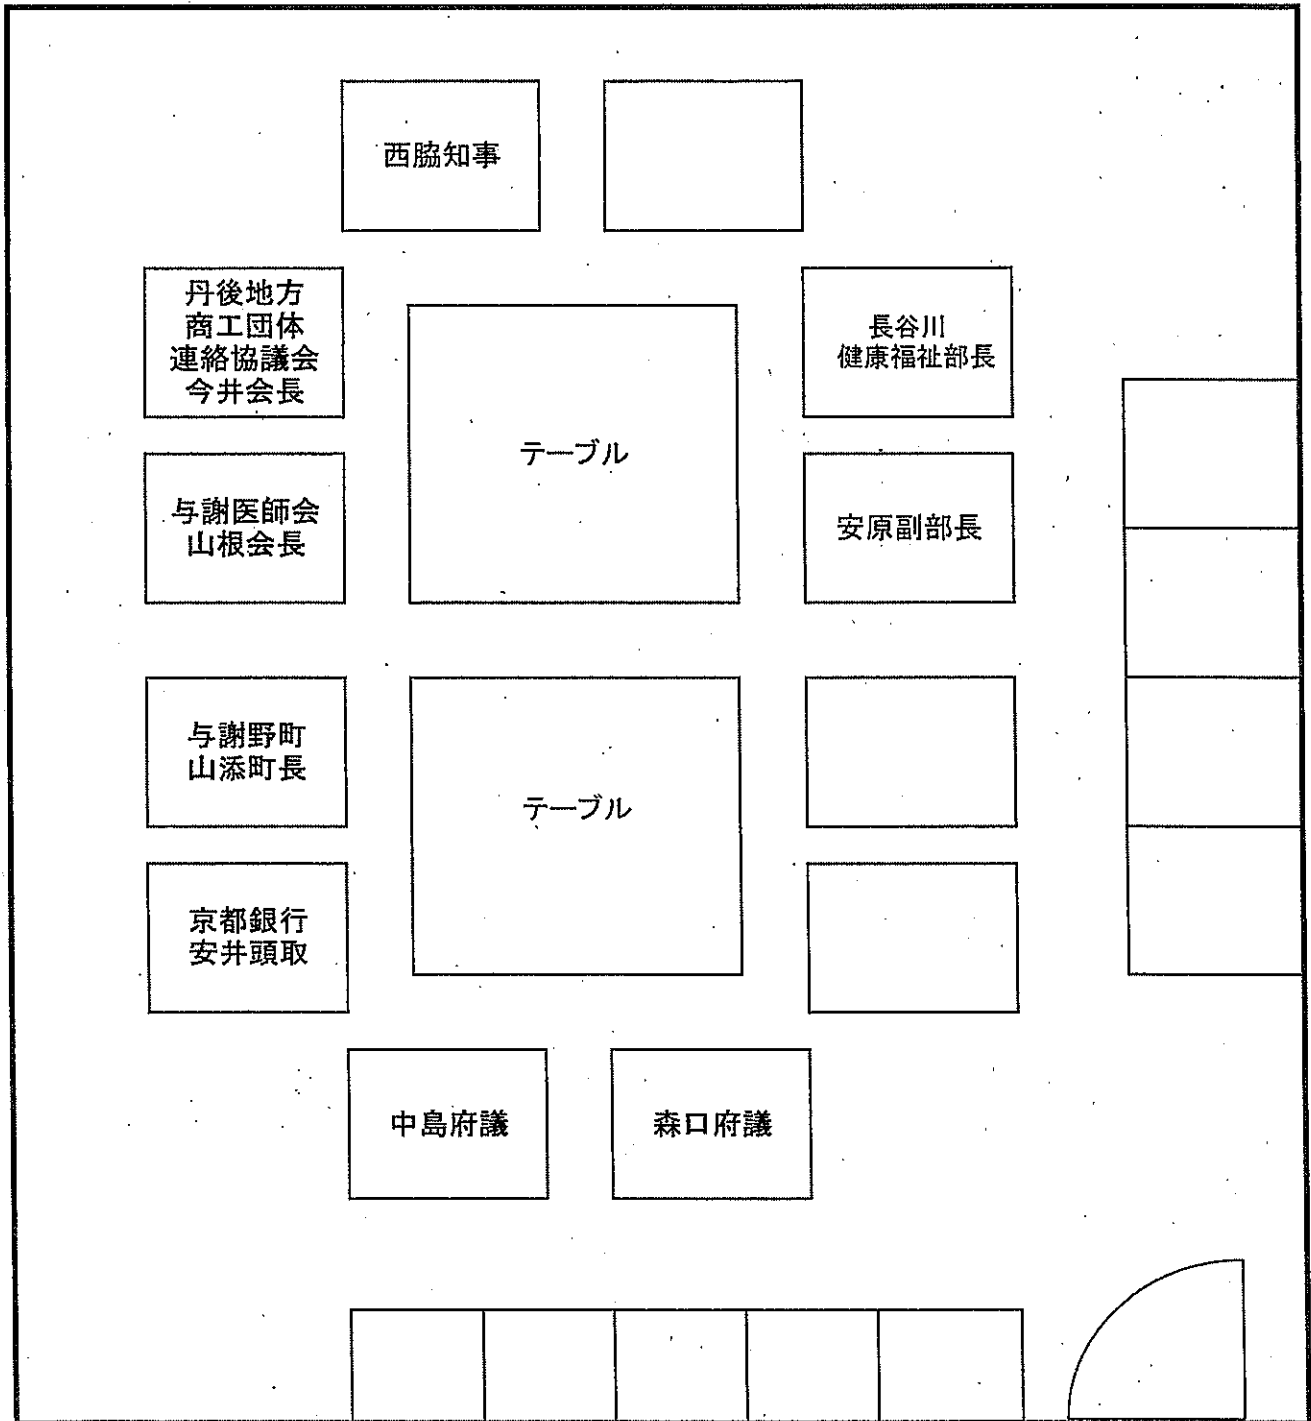 西脇知事
丹後地方
商工団体
連絡協議会
今井会長
長谷川
健康福祉部長
テーブル
与謝医師会
山根会長
安原副部長
与謝野町
山添町長
テーブル
京都銀行
安井頭取
中島府議
森口府議